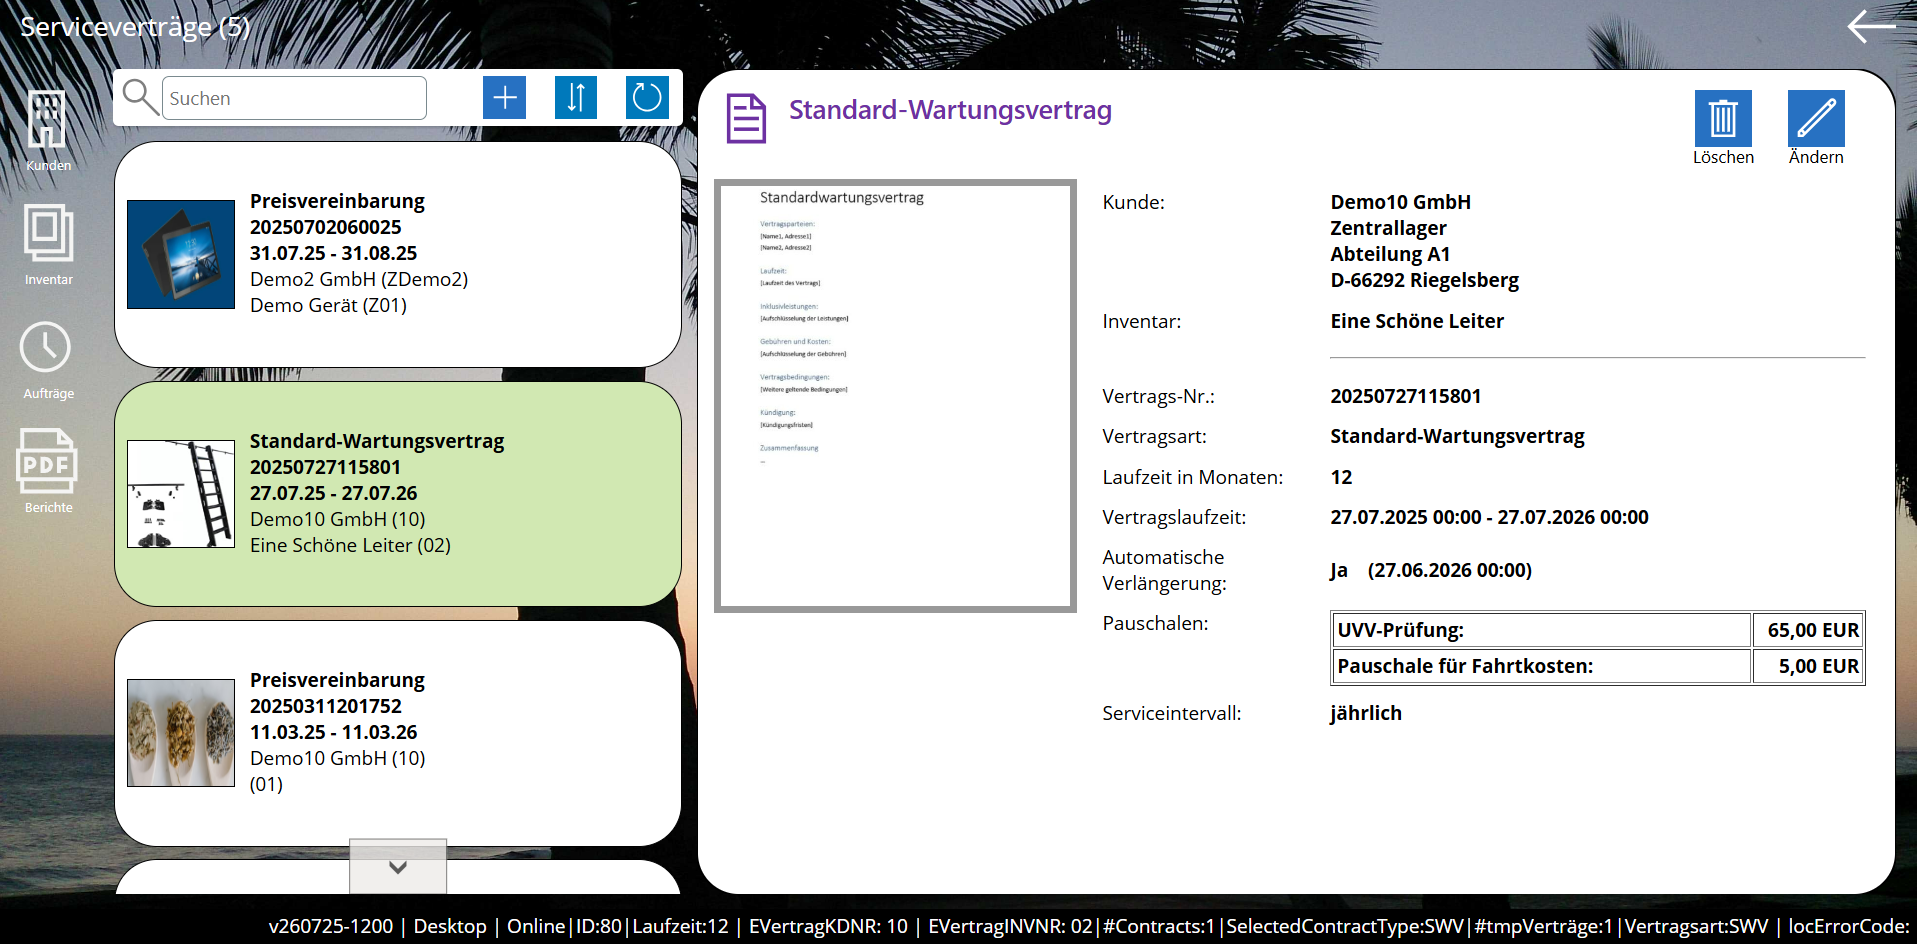 Serviceverträge (5)
Kunden
Inventar
Aufträge
PDF
Berichte
Suchen
Preisvereinbarung
20250702060025
31.07.25 - 31.08.25
Demo2 GmbH (ZDemo2)
Demo Gerät (Z01)
Standard-Wartungsvertrag
20250727115801
27.07.25 - 27.07.26
Demo10 GmbH (10)
Eine Schöne Leiter (02)
Preisvereinbarung
20250311201752
11.03.25 - 11.03.26
Demo10 GmbH (10)
(01)
Standard-Wartungsvertrag
Löschen
Ändern
Standardwartungsvertrag
Vertragsparteien:
[Name1, Adresse1]
[Name2, Adresse2]
Laufzeit:
[Laufzeit des Vertrags]
Inklusivleistungen:
[Aufschlüsselung der Leistungen]
Gebühren und Kosten:
[Aufschlüsselung der Gebühren]
Vertragsbedingungen:
[Weitere geltende Bedingungen]
Kündigung:
[Kündigungsfristen]
Zusammenfassung
Kunde: Demo10 GmbH
Zentrallager
Abteilung A1
D-66292 Riegelsberg
Inventar: Eine Schöne Leiter
Vertrags-Nr.: 20250727115801
Vertragsart: Standard-Wartungsvertrag
Laufzeit in Monaten: 12
Vertragslaufzeit: 27.07.2025 00:00 - 27.07.2026 00:00
Automatische
Verlängerung: Ja (27.06.2026 00:00)
Pauschalen: UVV-Prüfung: 65,00 EUR
Pauschale für Fahrtkosten: 5,00 EUR
Serviceintervall: jährlich
v260725-1200 | Desktop | Online|ID:80|Laufzeit:12 | EVertragKDNR: 10 | EVertragINVNR: 02|#Contracts:1|SelectedContractType:SWV|#tmpVerträge:1|Vertragsart:SWV | locErrorCode: